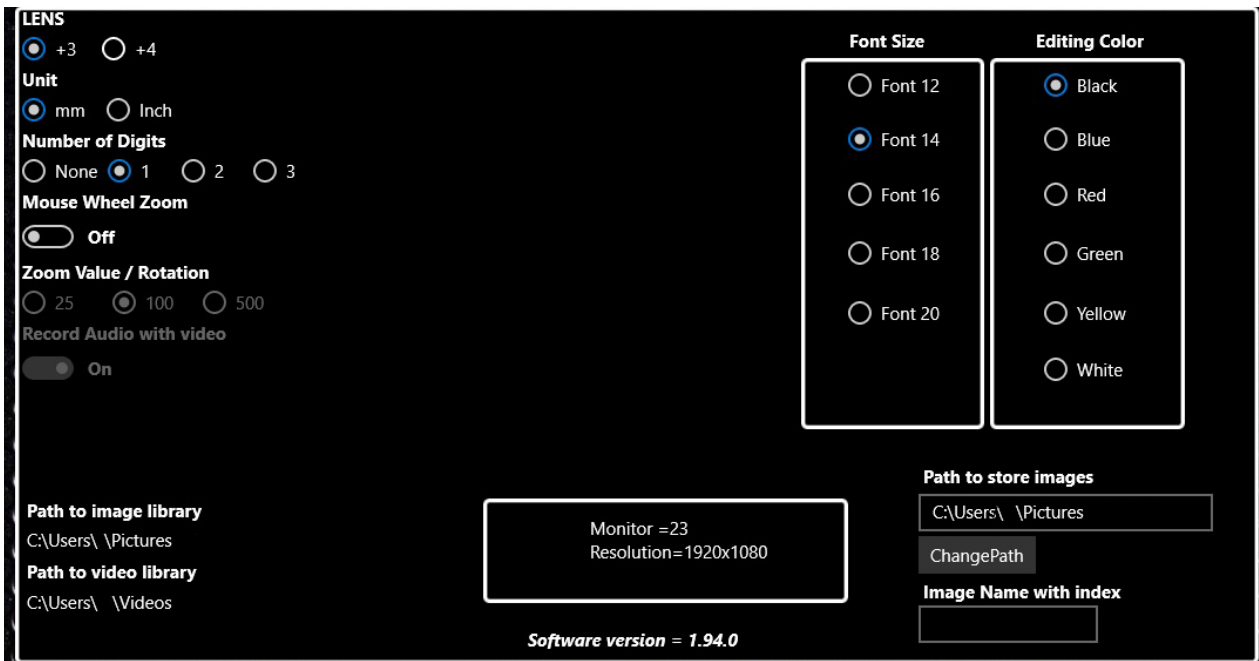 LENS
+3 +4
Unit
mm Inch
Number of Digits
None 1 2 3
Mouse Wheel Zoom
Off
Zoom Value / Rotation
25 100 500
Record Audio with video
On
Font Size
Font 12
Font 14
Font 16
Font 18
Font 20
Editing Color
Black
Blue
Red
Green
Yellow
White
Path to image library
C:\Users\ \Pictures
Path to video library
C:\Users\ \Videos
Monitor =23
Resolution=1920x1080
Software version = 1.94.0
Path to store images
C:\Users\ \Pictures
ChangePath
Image Name with index